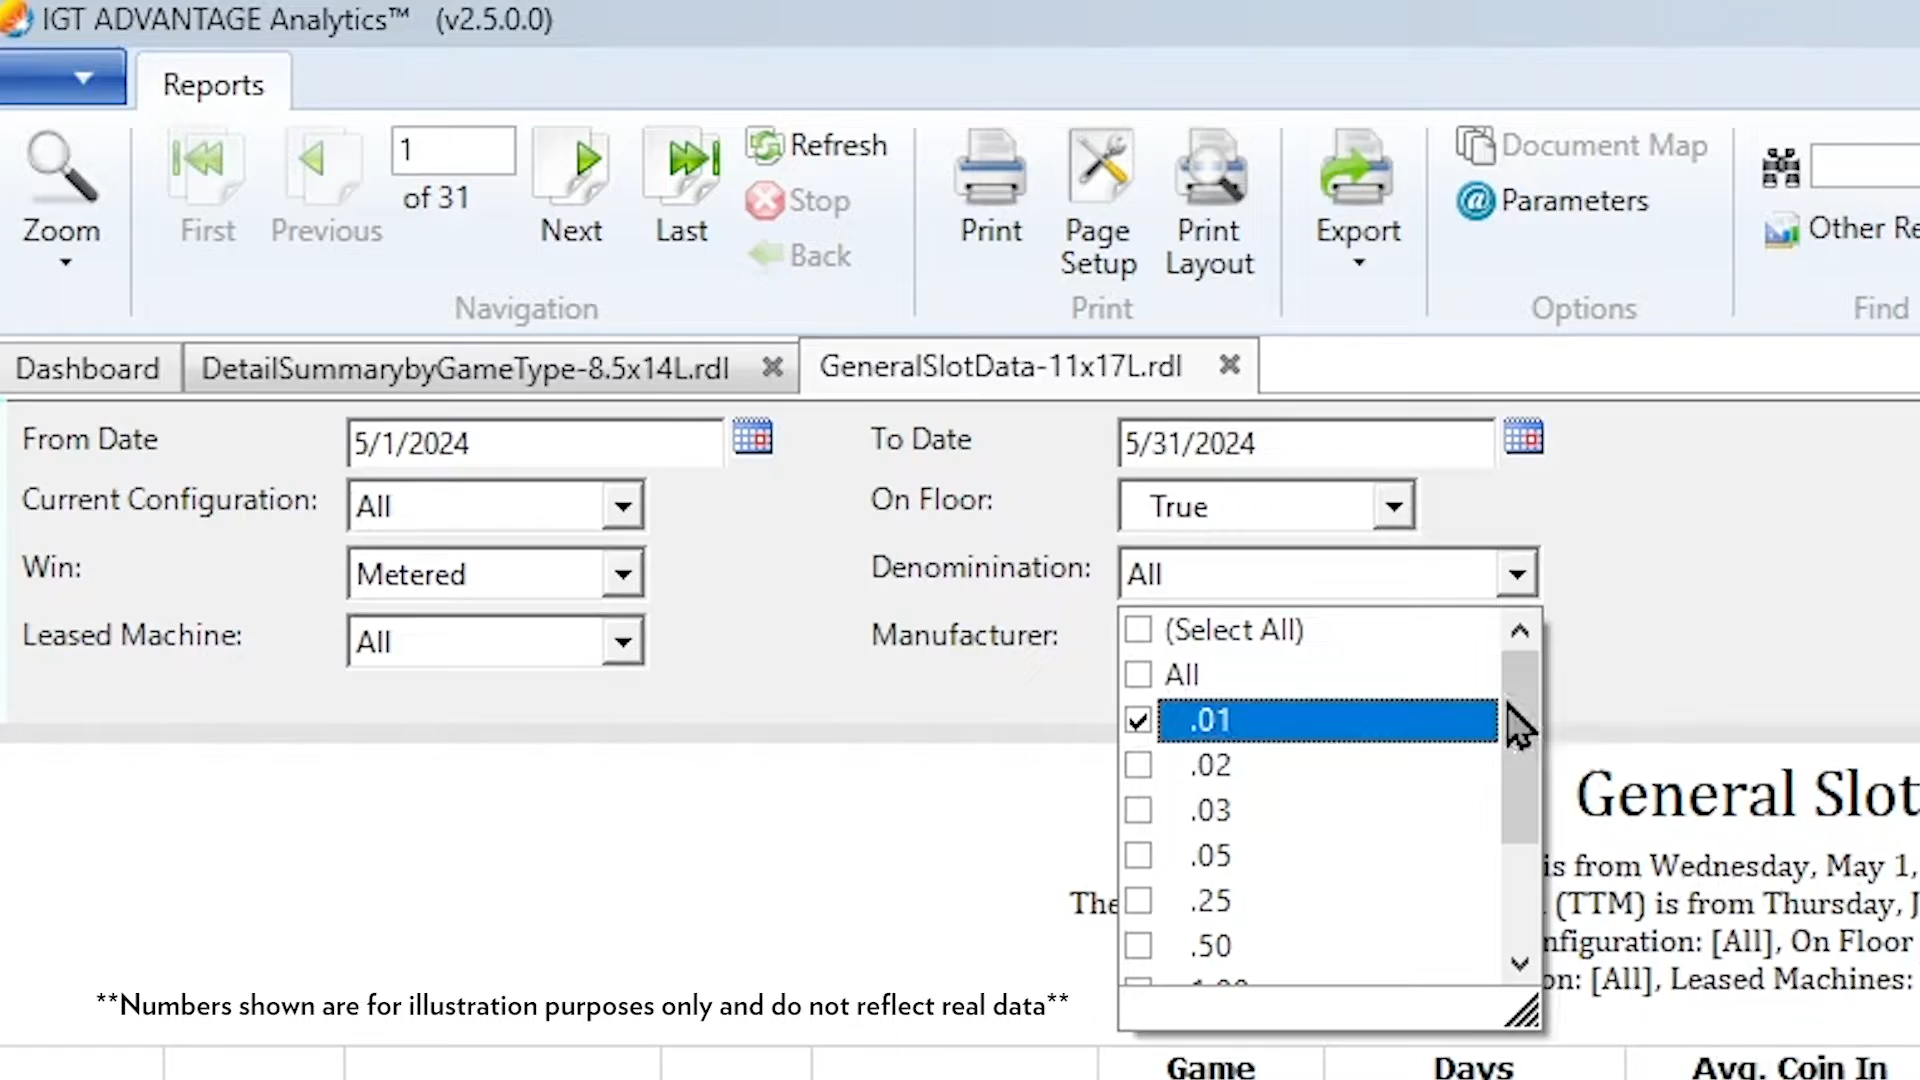 IGT ADVANTAGE Analytics™ (v2.5.0.0)
Reports
Zoom
First
Previous
1
of 31
Next
Last
Refresh
Stop
Back
Navigation
Print
Page Setup
Print Layout
Print
Export
Document Map
Parameters
Options
Other Re
Find
Dashboard
DetailSummarybyGameType-8.5x14L.rdl
GeneralSlotData-11x17L.rdl
From Date
5/1/2024
To Date
5/31/2024
Current Configuration:
All
On Floor:
True
Win:
Metered
Denominination:
All
Leased Machine:
All
Manufacturer:
(Select All)
All
.01
.02
.03
.05
.25
.50
General Slot
is from Wednesday, May 1,
The
(TTM) is from Thursday, J
nfiguration: [All], On Floor
on: [All], Leased Machines:
**Numbers shown are for illustration purposes only and do not reflect real data**
Game
Days
Avg. Coin In